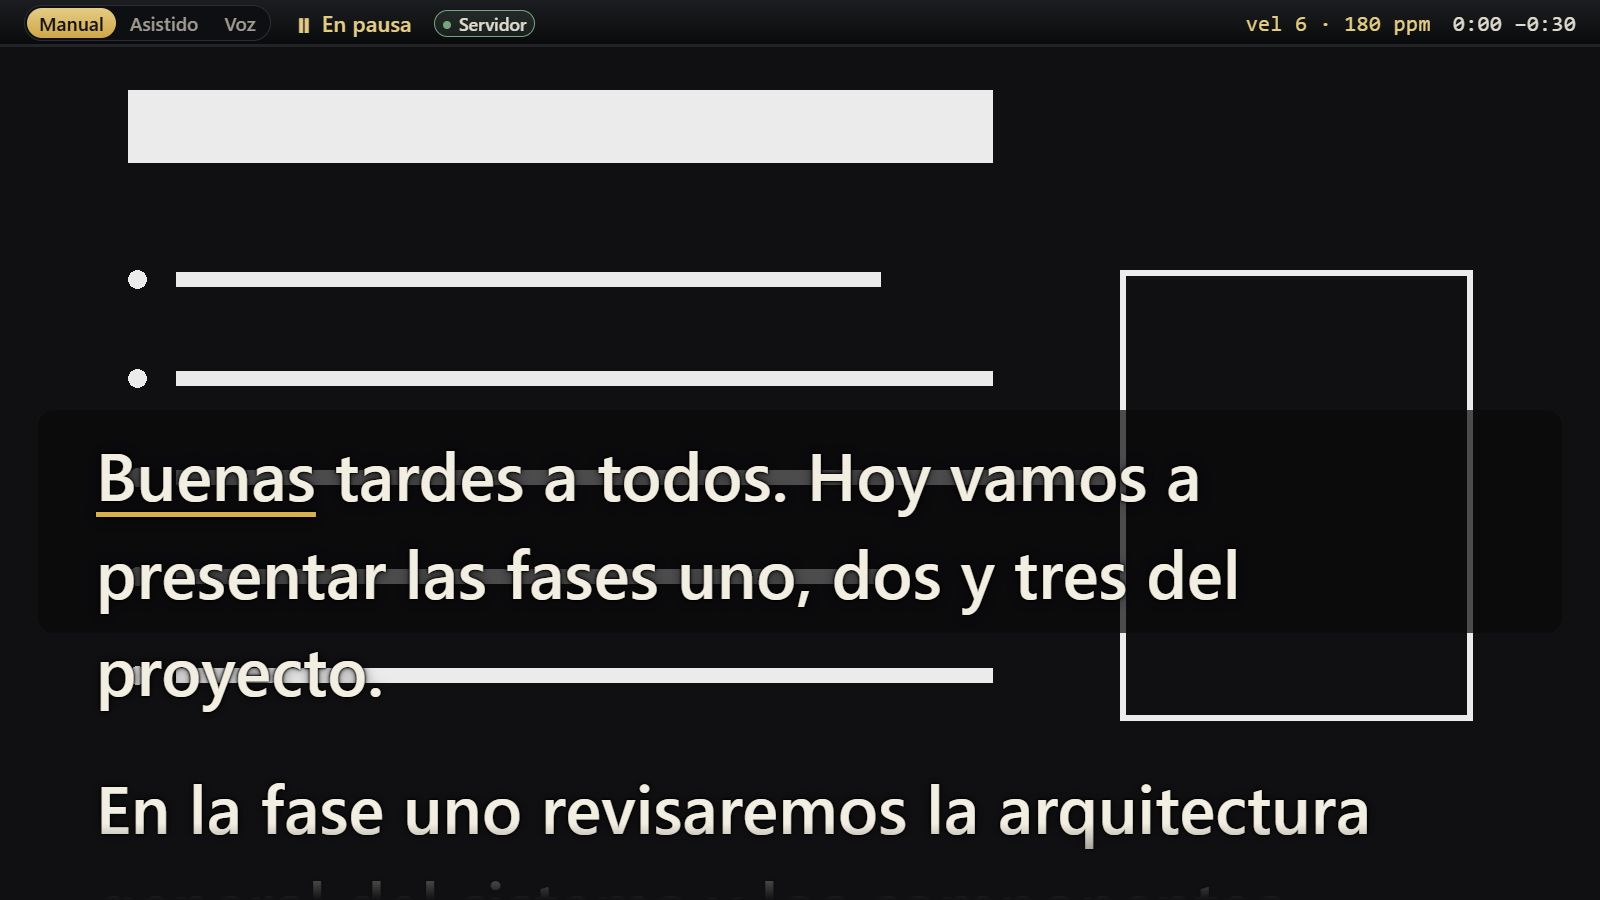 Manual Asistido Voz En pausa Servidor vel 6 · 180 ppm 0:00 −0:30
Buenas tardes a todos. Hoy vamos a
presentar las fases uno, dos y tres del
proyecto.
En la fase uno revisaremos la arquitectura